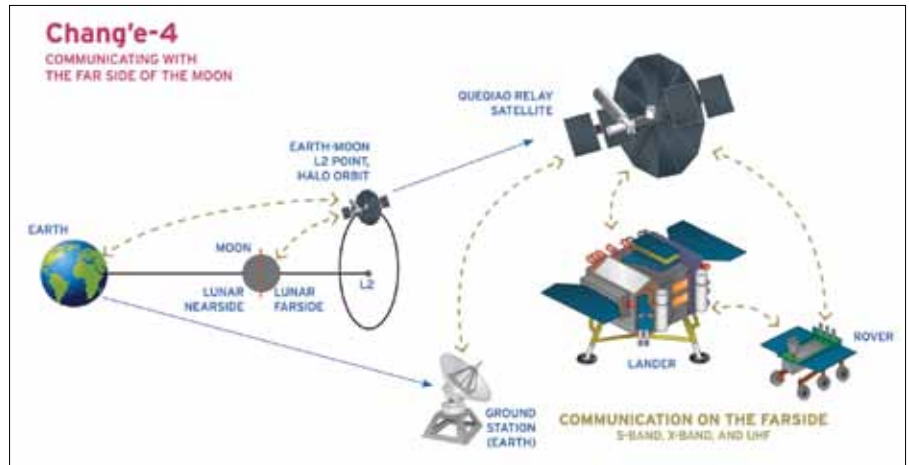 Chang'e-4
COMMUNICATING WITH
THE FAR SIDE OF THE MOON
QUEQIAO RELAY
SATELLITE
EARTH-MOON
L2 POINT,
HALO ORBIT
EARTH
MOON
LUNAR
NEARSIDE
LUNAR
FARSIDE
L2
LANDER
ROVER
GROUND
STATION
(EARTH)
COMMUNICATION ON THE FARSIDE
S-BAND, X-BAND, AND UHF